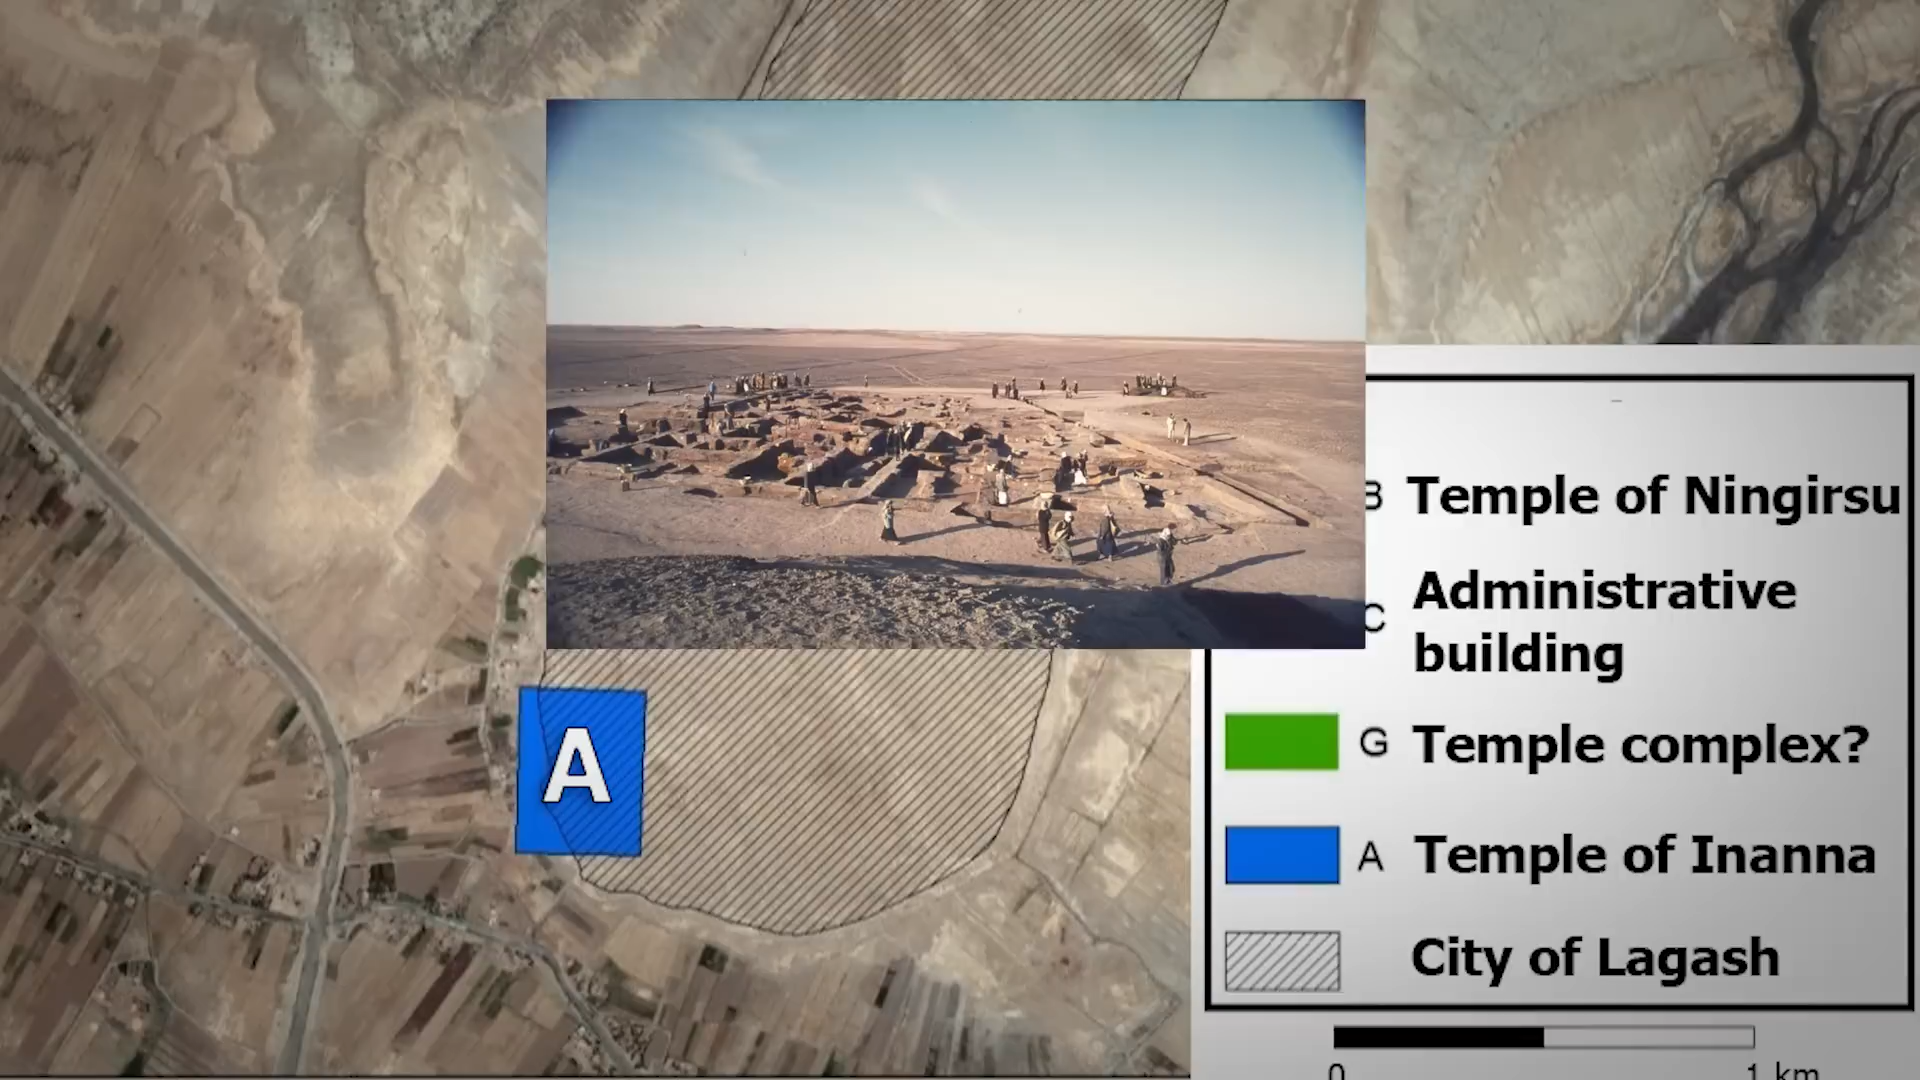 B Temple of Ningirsu
C Administrative
building
G Temple complex?
A Temple of Inanna
City of Lagash
0 1 km
A